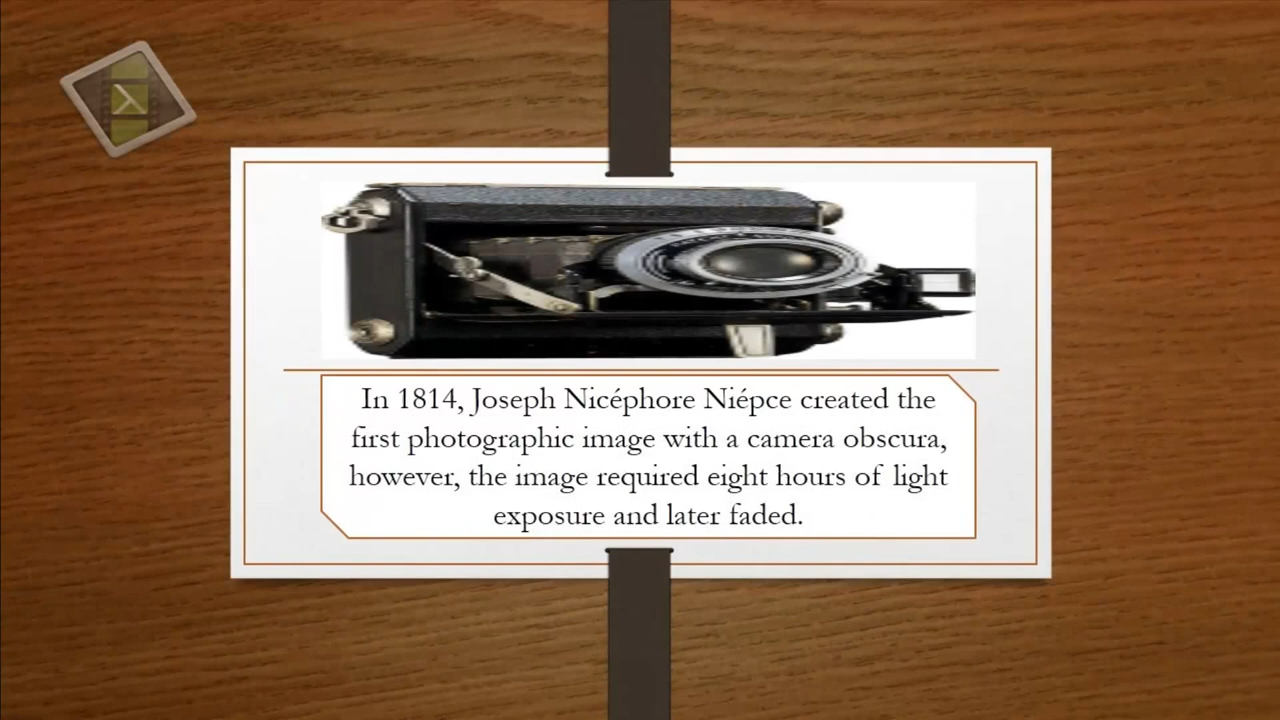 In 1814, Joseph Nicéphore Niépce created the
first photographic image with a camera obscura,
however, the image required eight hours of light
exposure and later faded.